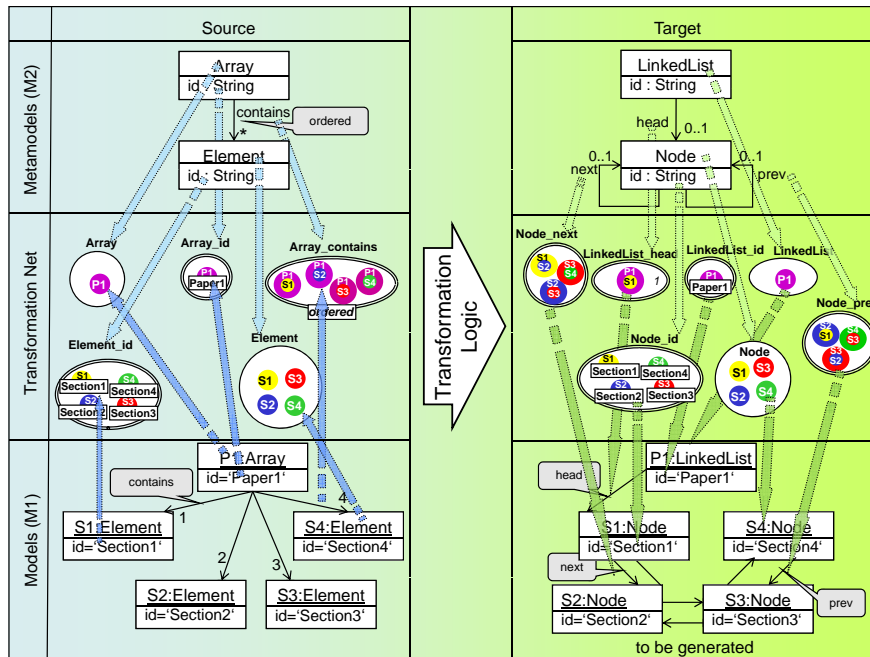 Source
Target
Metamodels (M2)
Array
id : String
contains
ordered
*
Element
id : String
LinkedList
id : String
head
0..1
0..1
Node
0..1
next
id : String
prev
Transformation Net
Array
P1
Array_id
P1
Paper1
Array_contains
P1
S1
P1
S2
P1
S3
P1
S4
ordered
Element_id
S1
Section1
S4
Section4
S2
Section2
S3
Section3
Element
S1
S3
S2
S4
Transformation
Logic
Node_next
S1
S2
S3
S4
S2
S3
LinkedList_head
P1
S1
1
LinkedList_id
P1
Paper1
LinkedList
P1
Node_prev
S2
S1
S4
S3
S3
S2
Node_id
S1
Section1
S4
Section4
S2
Section2
S3
Section3
Node
S1
S3
S2
S4
Models (M1)
P1:Array
id='Paper1'
contains
1
4
S1:Element
id='Section1'
S4:Element
id='Section4'
2
3
S2:Element
id='Section2'
S3:Element
id='Section3'
P1:LinkedList
id='Paper1'
head
S1:Node
id='Section1'
S4:Node
id='Section4'
next
prev
S2:Node
id='Section2'
S3:Node
id='Section3'
to be generated